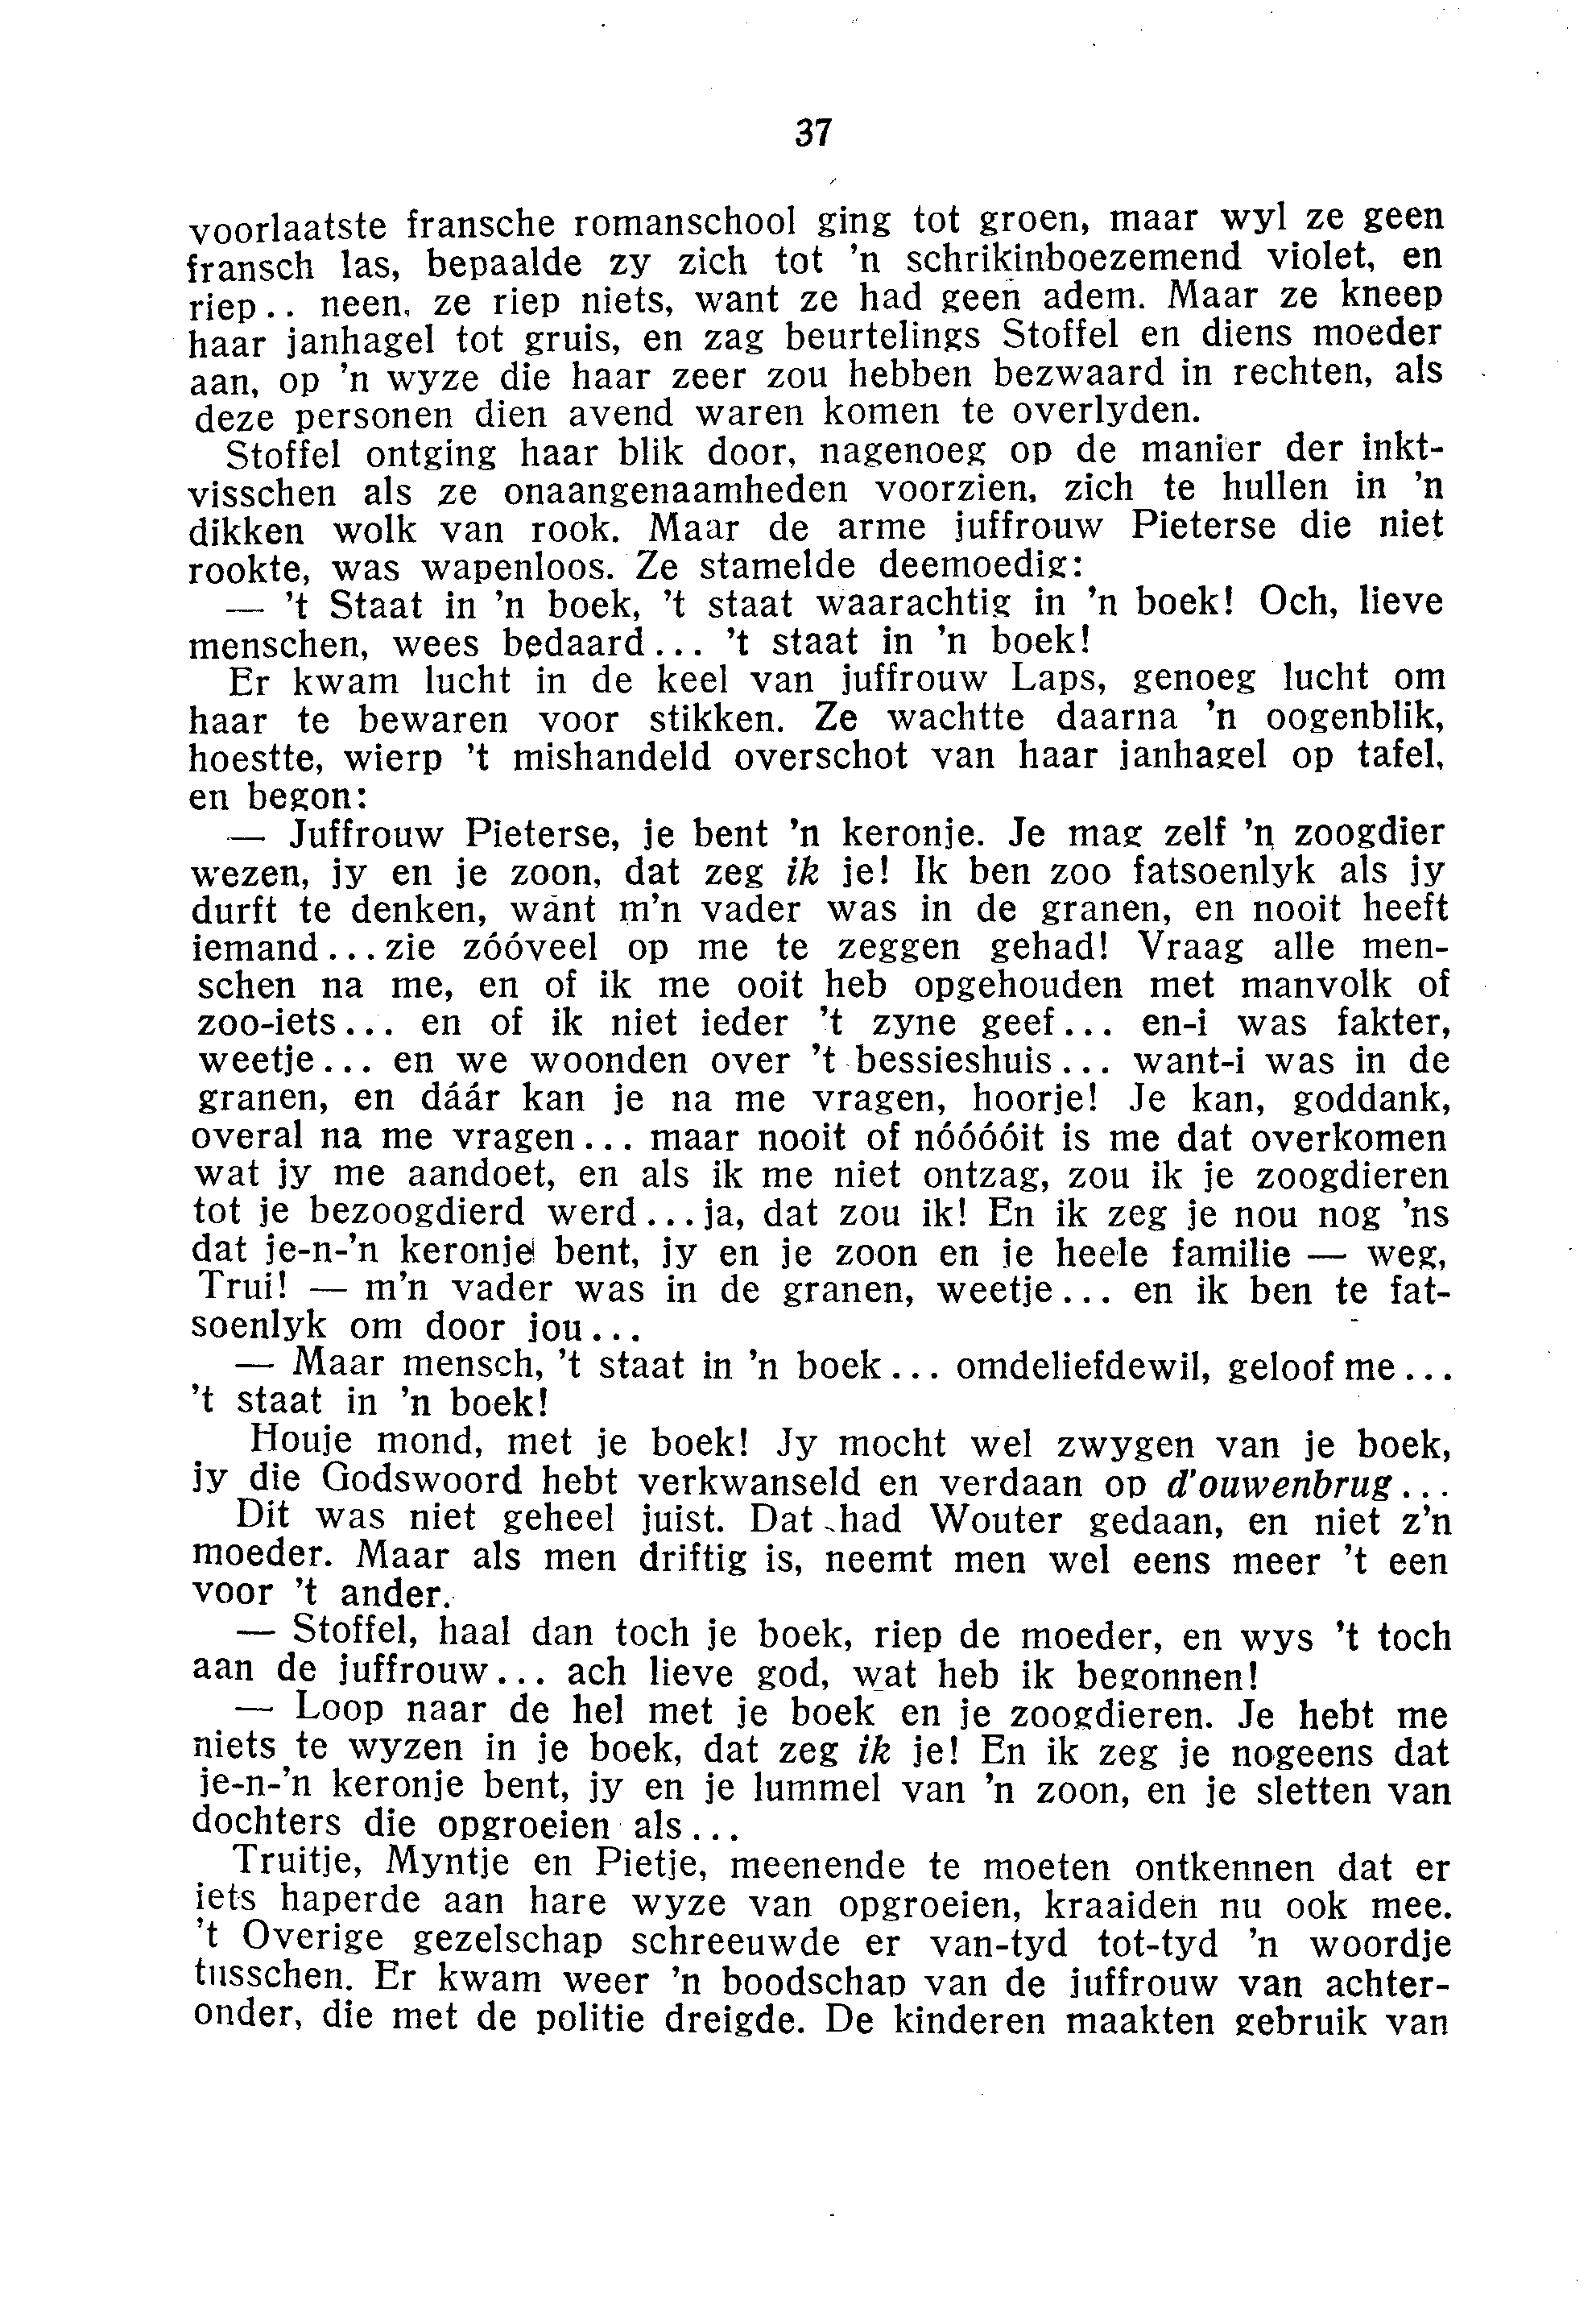 37
voorlaatste fransche romanschool ging tot groen, maar wyl ze geen
fransch las, bepaalde zy zich tot 'n schrikinboezemend violet, en
riep.. neen, ze riep niets, want ze had geen adem. Maar ze kneep
haar janhagel tot gruis, en zag beurtelings Stoffel en diens moeder
aan, op 'n wyze die haar zeer zou hebben bezwaard in rechten, als
deze personen dien avend waren komen te overlyden.
Stoffel ontging haar blik door, nagenoeg op de manier der inkt-
visschen als ze onaangenaamheden voorzien, zich te hullen in 'n
dikken wolk van rook. Maar de arme juffrouw Pieterse die niet
rookte, was wapenloos. Ze stamelde deemoedig:
— 't Staat in 'n boek, 't staat waarachtig in 'n boek! Och, lieve
menschen, wees bedaard... 't staat in 'n boek!
Er kwam lucht in de keel van juffrouw Laps, genoeg lucht om
haar te bewaren voor stikken. Ze wachtte daarna 'n oogenblik,
hoestte, wierp 't mishandeld overschot van haar janhagel op tafel,
en begon:
— Juffrouw Pieterse, je bent 'n keronje. Je mag zelf 'n zoogdier
wezen, jy en je zoon, dat zeg ik je! Ik ben zoo fatsoenlyk als jy
durft te denken, want m'n vader was in de granen, en nooit heeft
iemand... zie zóóveel op me te zeggen gehad! Vraag alle men-
schen na me, en of ik me ooit heb opgehouden met manvolk of
zoo-iets... en of ik niet ieder 't zyne geef... en-i was fakter,
weetje... en we woonden over 't bessieshuis... want-i was in de
granen, en dáár kan je na me vragen, hoorje! Je kan, goddank,
overal na me vragen... maar nooit of nóóóóit is me dat overkomen
wat jy me aandoet, en als ik me niet ontzag, zou ik je zoogdieren
tot je bezoogdierd werd... ja, dat zou ik! En ik zeg je nou nog 'ns
dat je-n-'n keronje bent, jy en je zoon en je heele familie — weg,
Trui! — m'n vader was in de granen, weetje... en ik ben te fat-
soenlyk om door jou...
— Maar mensch, 't staat in 'n boek... omdeliefdewil, geloof me...
't staat in 'n boek!
Houje mond, met je boek! Jy mocht wel zwygen van je boek,
jy die Godswoord hebt verkwanseld en verdaan op d'ouwenbrug...
Dit was niet geheel juist. Dat had Wouter gedaan, en niet z'n
moeder. Maar als men driftig is, neemt men wel eens meer 't een
voor 't ander.
— Stoffel, haal dan toch je boek, riep de moeder, en wys 't toch
aan de juffrouw... ach lieve god, wat heb ik begonnen!
— Loop naar de hel met je boek en je zoogdieren. Je hebt me
niets te wyzen in je boek, dat zeg ik je! En ik zeg je nogeens dat
je-n-'n keronje bent, jy en je lummel van 'n zoon, en je sletten van
dochters die opgroeien als...
Truitje, Myntje en Pietje, meenende te moeten ontkennen dat er
iets haperde aan hare wyze van opgroeien, kraaiden nu ook mee.
't Overige gezelschap schreeuwde er van-tyd tot-tyd 'n woordje
tusschen. Er kwam weer 'n boodschap van de juffrouw van achter-
onder, die met de politie dreigde. De kinderen maakten gebruik van